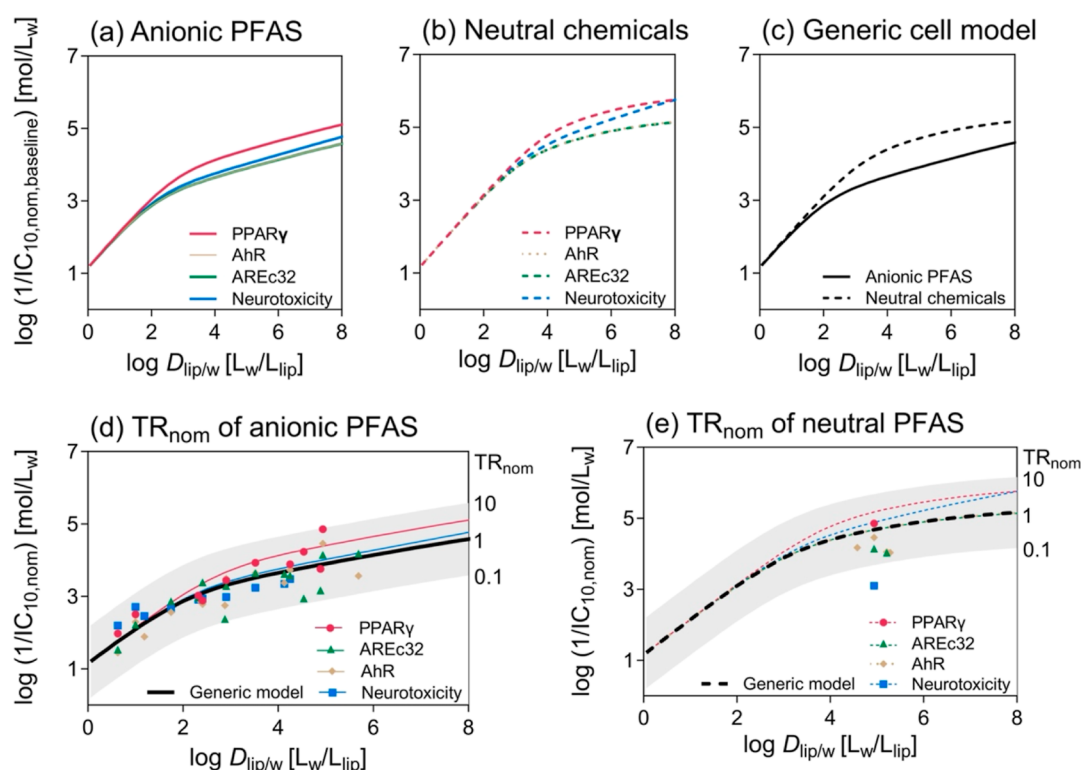 (a) Anionic PFAS
(b) Neutral chemicals
(c) Generic cell model
log (1/IC10,nom,baseline) [mol/Lw]
7
5
3
1
PPARγ
AhR
AREc32
Neurotoxicity
0 2 4 6 8
log Dlip/w [Lw/Llip]
7
5
3
1
PPARγ
AhR
AREc32
Neurotoxicity
0 2 4 6 8
log Dlip/w [Lw/Llip]
7
5
3
1
Anionic PFAS
Neutral chemicals
0 2 4 6 8
log Dlip/w [Lw/Llip]
(d) TRnom of anionic PFAS
log (1/IC10,nom) [mol/Lw]
7
5
3
1
TRnom
10
1
0.1
PPARγ
AREc32
AhR
Generic model
Neurotoxicity
0 2 4 6 8
log Dlip/w [Lw/Llip]
(e) TRnom of neutral PFAS
log (1/IC10,nom) [mol/Lw]
7
5
3
1
TRnom
10
1
0.1
PPARγ
AREc32
AhR
Generic model
Neurotoxicity
0 2 4 6 8
log Dlip/w [Lw/Llip]